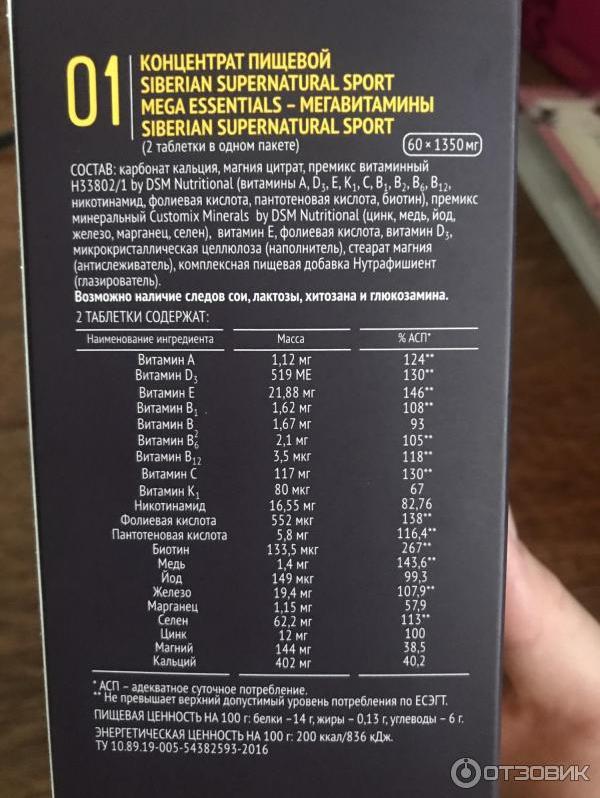 01
КОНЦЕНТРАТ ПИЩЕВОЙ
SIBERIAN SUPERNATURAL SPORT
MEGA ESSENTIALS – МЕГАВИТАМИНЫ
SIBERIAN SUPERNATURAL SPORT
(2 таблетки в одном пакете) 60 × 1350 мг
СОСТАВ: карбонат кальция, магния цитрат, премикс витаминный
H33802/1 by DSM Nutritional (витамины А, D3, Е, К1, С, В1, В2, В6, В12,
никотинамид, фолиевая кислота, пантотеновая кислота, биотин), премикс
минеральный Customix Minerals by DSM Nutritional (цинк, медь, йод,
железо, марганец, селен), витамин Е, фолиевая кислота, витамин D3,
микрокристаллическая целлюлоза (наполнитель), стеарат магния
(антислеживатель), комплексная пищевая добавка Нутрафишиент
(глазирователь).
Возможно наличие следов сои, лактозы, хитозана и глюкозамина.
2 ТАБЛЕТКИ СОДЕРЖАТ:
Наименование ингредиента Масса % АСП*
Витамин А 1,12 мг 124**
Витамин D3 519 МЕ 130**
Витамин Е 21,88 мг 146**
Витамин В1 1,62 мг 108**
Витамин В2 1,67 мг 93
Витамин В6 2,1 мг 105**
Витамин В12 3,5 мкг 118**
Витамин С 117 мг 130**
Витамин К1 80 мкг 67
Никотинамид 16,55 мг 82,76
Фолиевая кислота 552 мкг 138**
Пантотеновая кислота 5,8 мг 116,4**
Биотин 133,5 мкг 267**
Медь 1,4 мг 143,6**
Йод 149 мкг 99,3
Железо 19,4 мг 107,9**
Марганец 1,15 мг 57,9
Селен 62,2 мг 113**
Цинк 12 мг 100
Магний 144 мг 38,5
Кальций 402 мг 40,2
* АСП – адекватное суточное потребление.
** Не превышает верхний допустимый уровень потребления по ЕСЭГТ.
ПИЩЕВАЯ ЦЕННОСТЬ НА 100 г: белки –14 г, жиры – 0,13 г, углеводы – 6 г.
ЭНЕРГЕТИЧЕСКАЯ ЦЕННОСТЬ НА 100 г: 200 ккал/836 кДж.
ТУ 10.89.19-005-54382593-2016
ОТЗОВИК